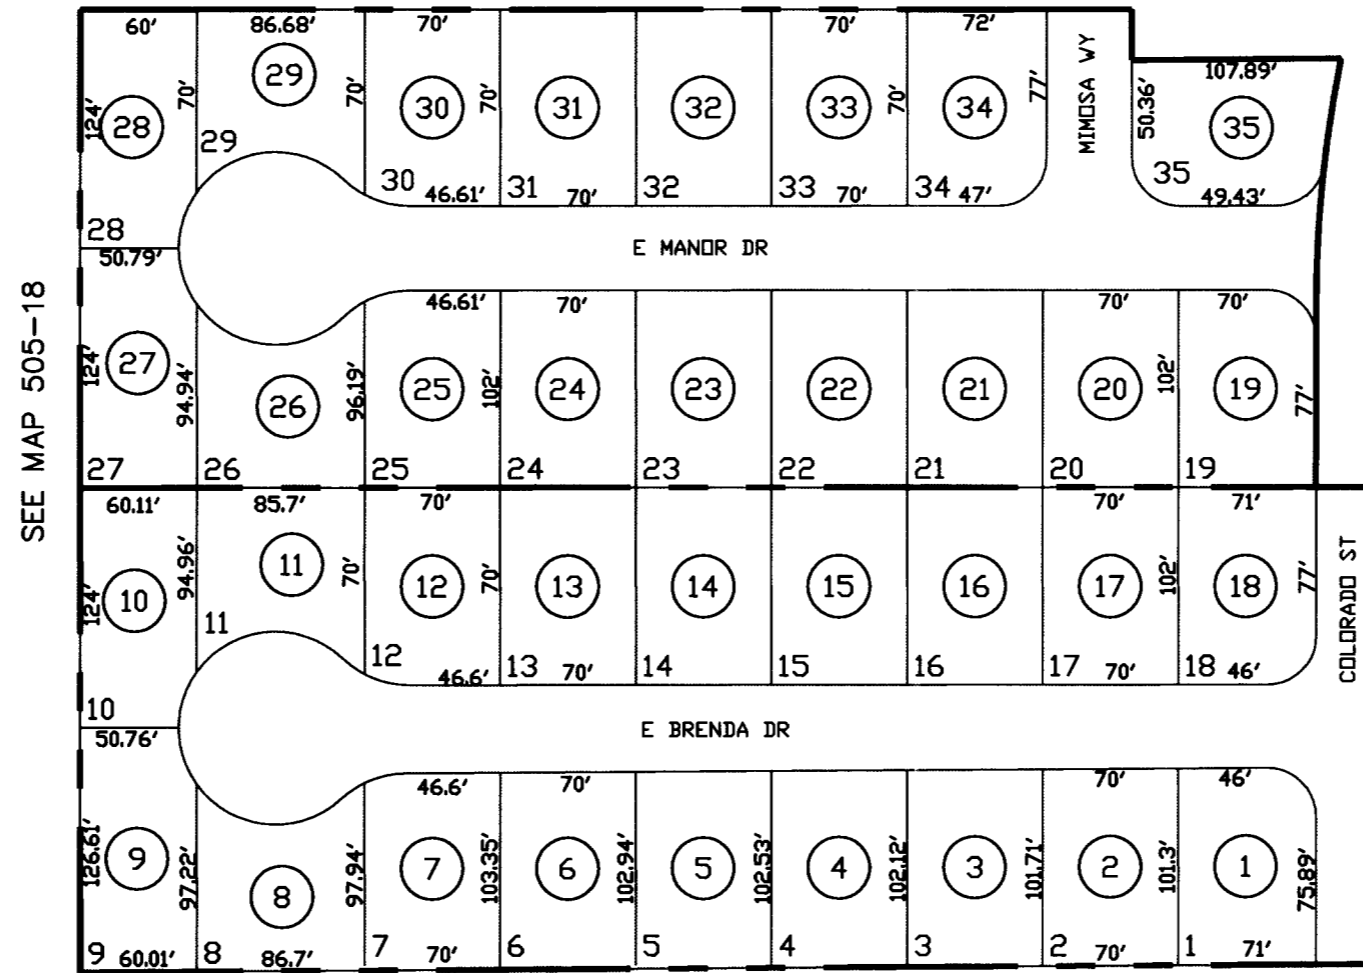 60′ 86.68′ 70′ 70′ 72′
MIMOSA WY
107.89′
124′ 70′ 70′ 70′ 70′ 77′ 50.36′
28 29 30 31 32 33 34 35
29 30 31 32 33 34 35
46.61′ 70′ 70′ 47′ 49.43′
28
50.79′
E MANOR DR
SEE MAP 505-18
46.61′ 70′ 70′ 70′
124′ 94.94′ 96.19′ 102′ 102′ 77′
27 26 25 24 23 22 21 20 19
27 26 25 24 23 22 21 20 19
60.11′ 85.7′ 70′ 70′ 71′
124′ 94.96′ 70′ 70′ 102′ 77′
10 11 12 13 14 15 16 17 18
COLORADO ST
11 12 13 14 15 16 17 18
46.6′ 70′ 70′ 46′
10
50.76′
E BRENDA DR
46.6′ 70′ 70′ 46′
126.61′ 97.22′ 97.94′ 103.35′ 102.94′ 102.53′ 102.12′ 101.71′ 101.3′ 75.89′
9 8 7 6 5 4 3 2 1
9 8 7 6 5 4 3 2 1
60.01′ 86.7′ 70′ 70′ 71′